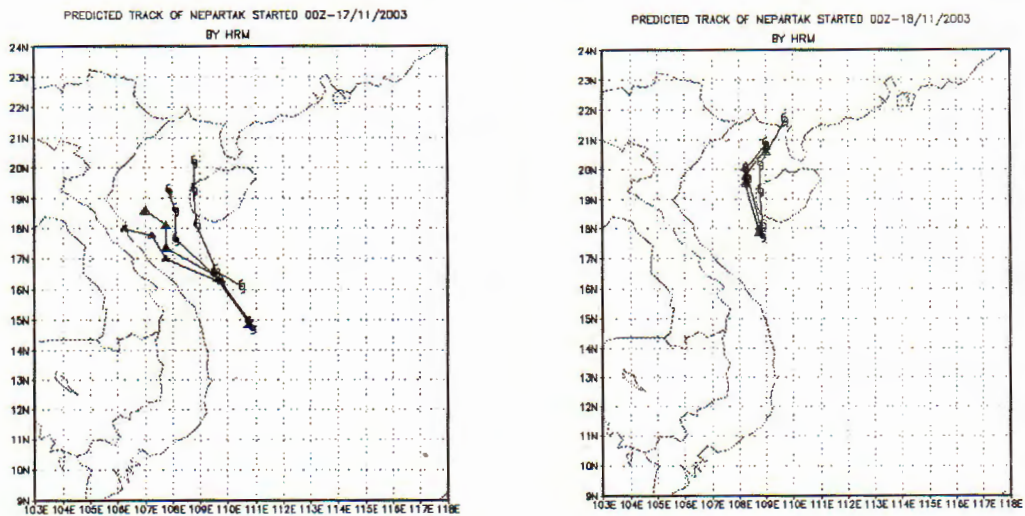 PREDICTED TRACK OF NEPARTAK STARTED 00Z-17/11/2003
BY HRM
24N
23N
22N
21N
20N
19N
18N
17N
16N
15N
14N
13N
12N
11N
10N
9N
103E 104E 105E 106E 107E 108E 109E 110E 111E 112E 113E 114E 115E 116E 117E 118E
PREDICTED TRACK OF NEPARTAK STARTED 00Z-18/11/2003
BY HRM
24N
23N
22N
21N
20N
19N
18N
17N
16N
15N
14N
13N
12N
11N
10N
9N
103E 104E 105E 106E 107E 108E 109E 110E 111E 112E 113E 114E 115E 116E 117E 118E